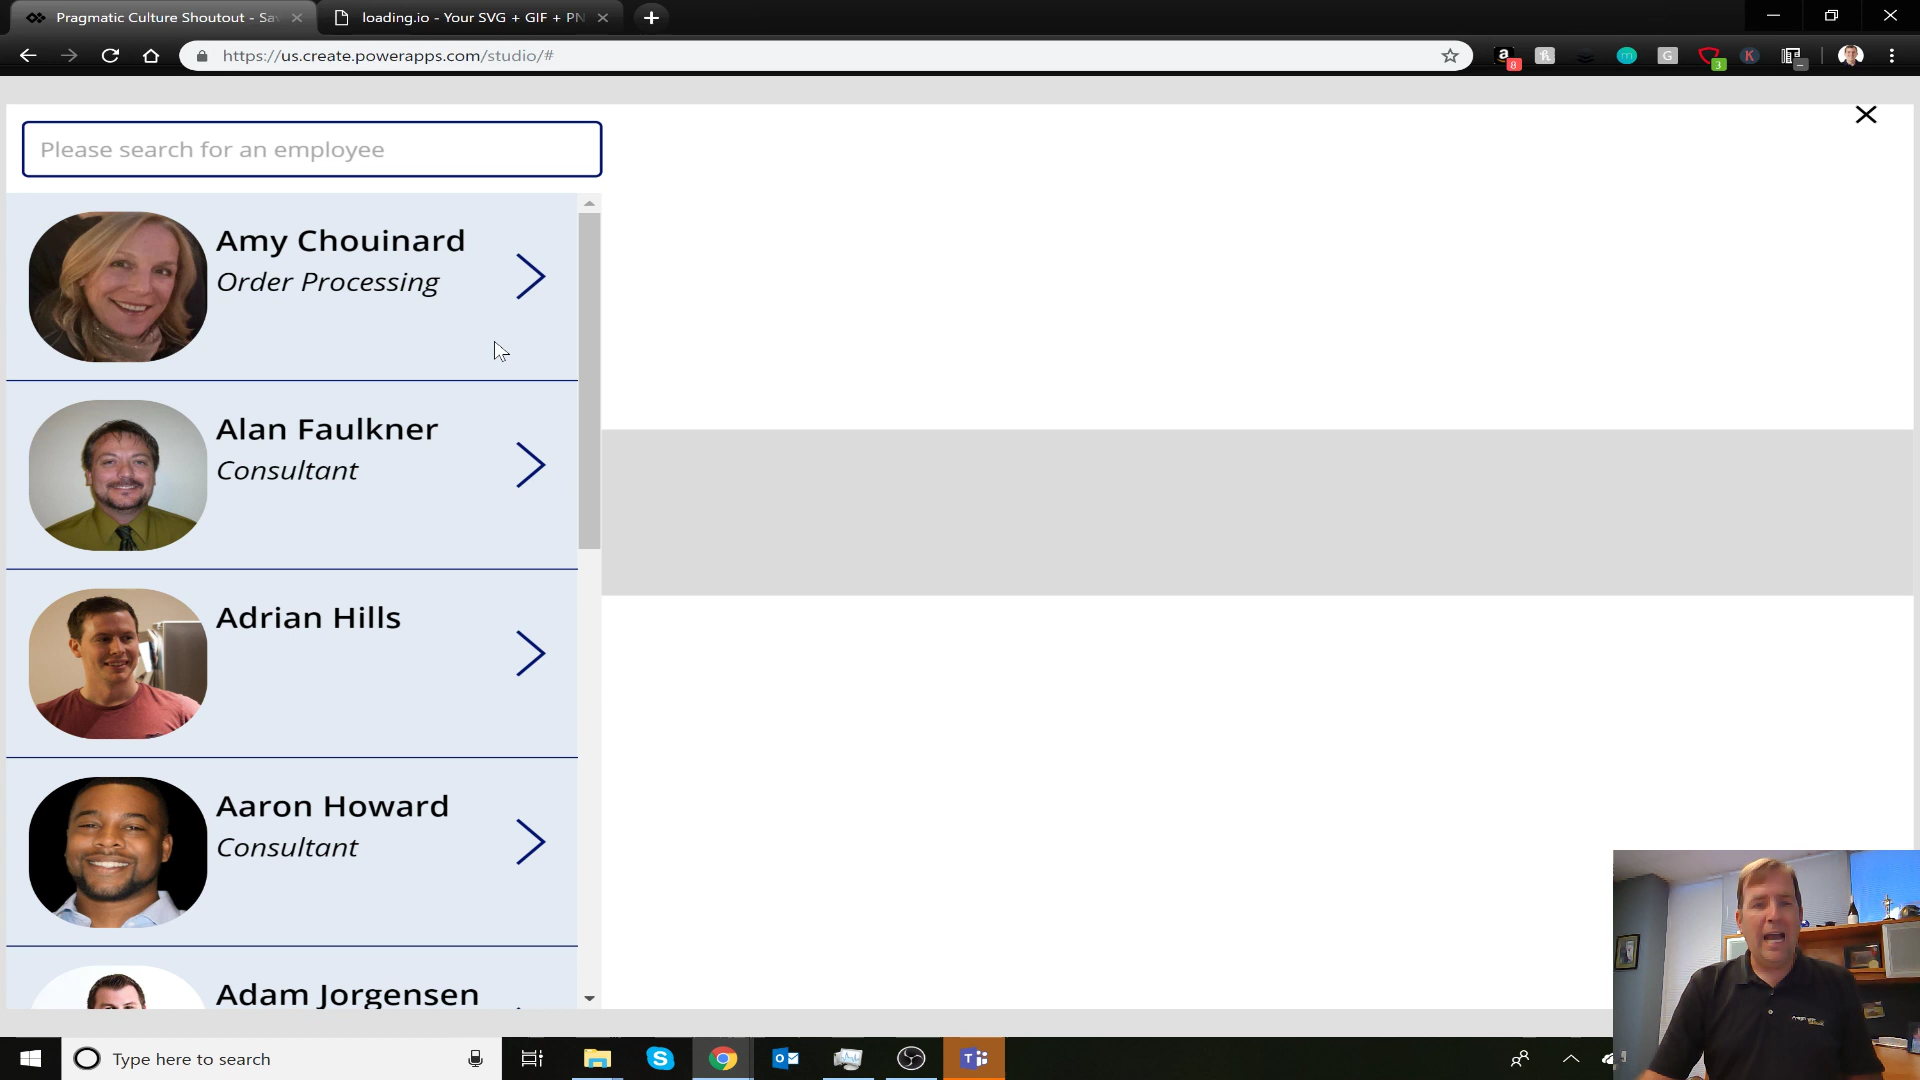 Pragmatic Culture Shoutout - Sa
loading.io - Your SVG + GIF + PN
https://us.create.powerapps.com/studio/#
a
8
G
3
K
Please search for an employee
Amy Chouinard
Order Processing
Alan Faulkner
Consultant
Adrian Hills
Aaron Howard
Consultant
Adam Jorgensen
Type here to search